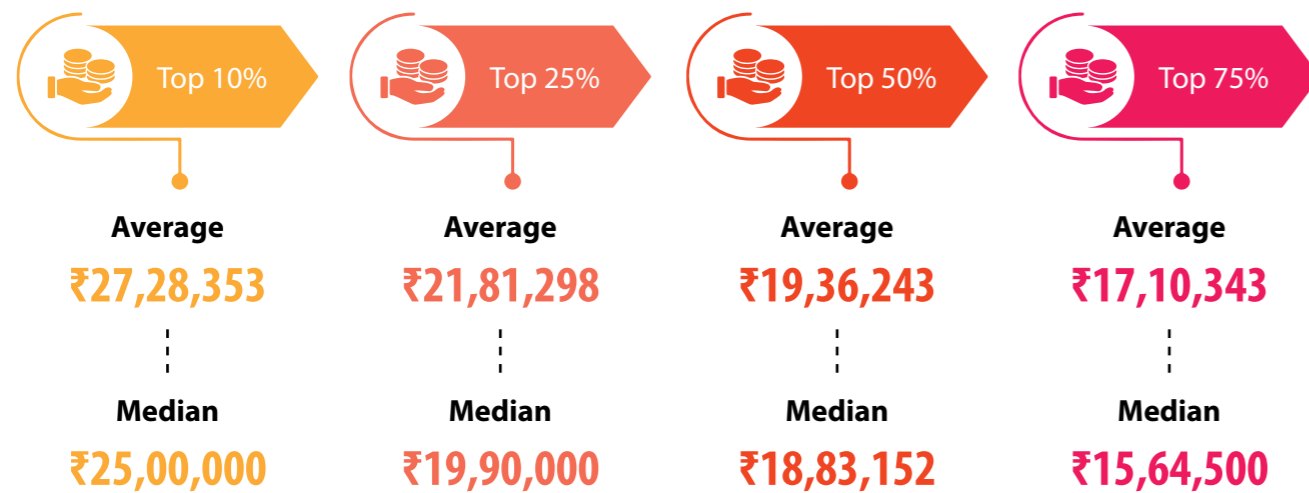 Top 10% Top 25% Top 50% Top 75%
Average Average Average Average
₹27,28,353 ₹21,81,298 ₹19,36,243 ₹17,10,343
Median Median Median Median
₹25,00,000 ₹19,90,000 ₹18,83,152 ₹15,64,500